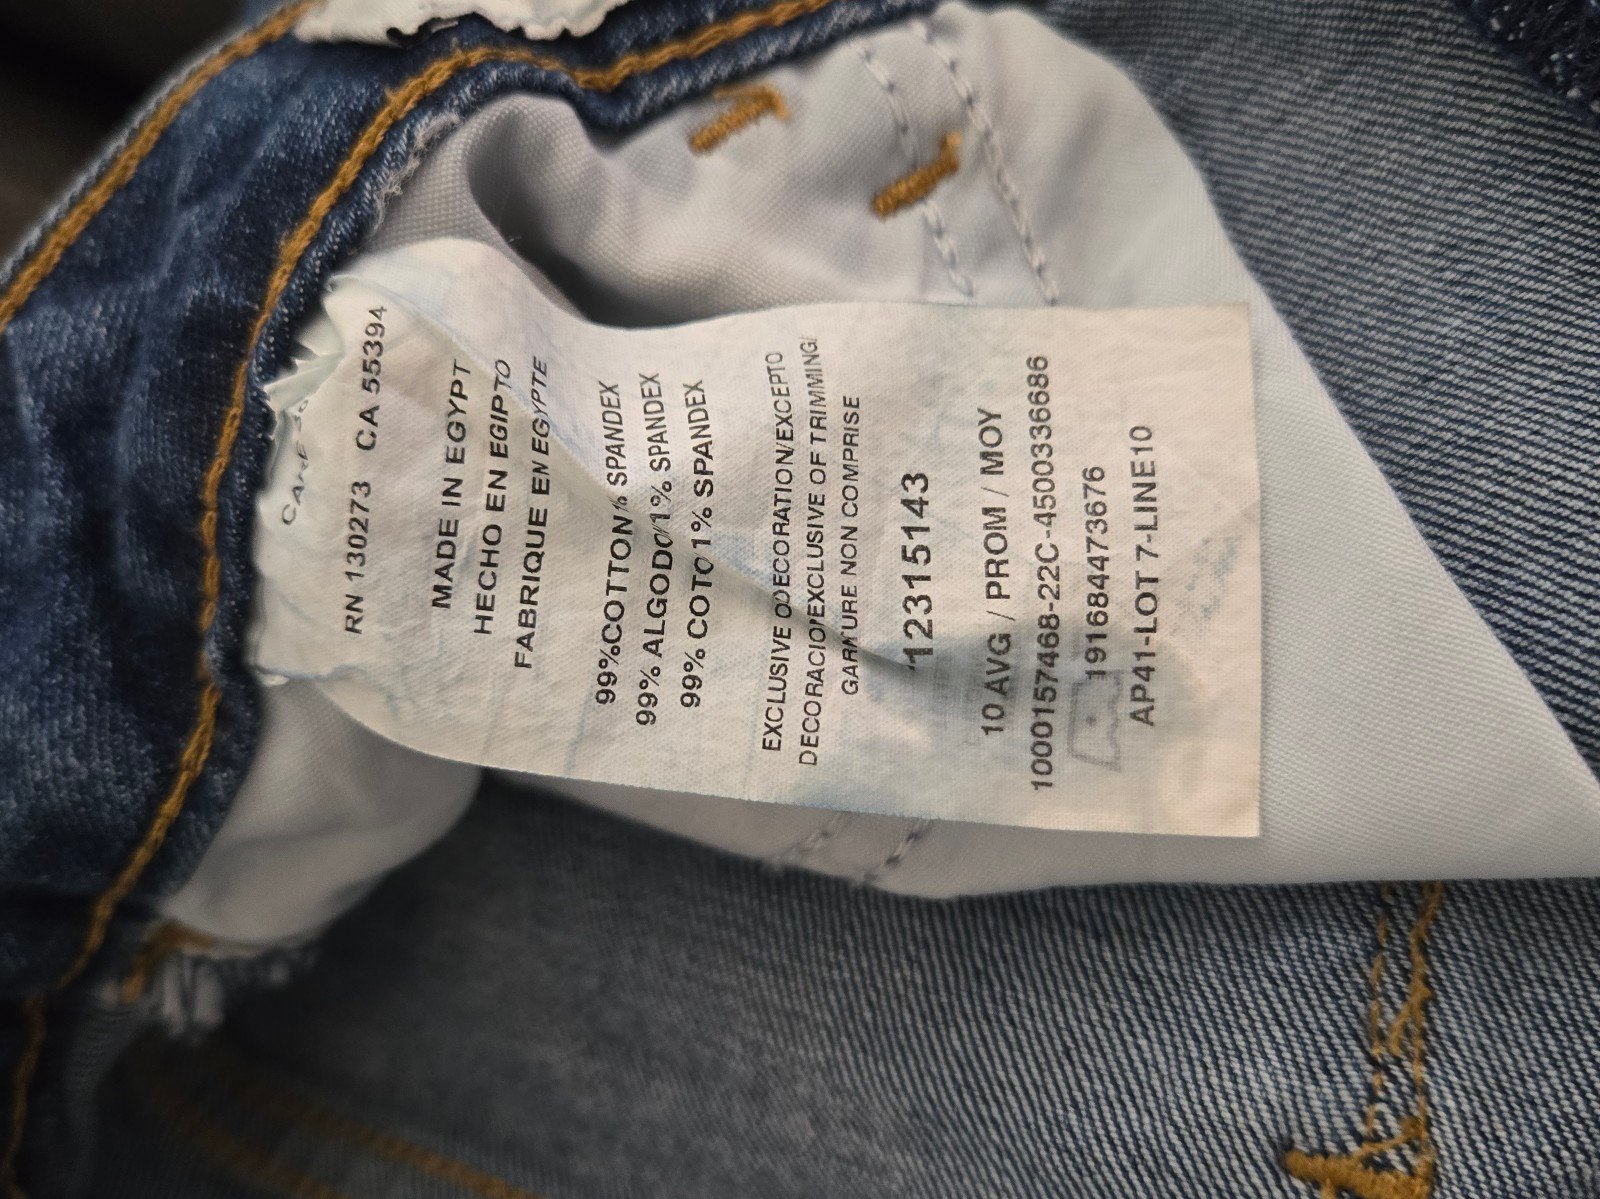 CARE
RN 130273 CA 55394
MADE IN EGYPT
HECHO EN EGIPTO
FABRIQUE EN EGYPTE
99%COTTON SPANDEX
99% ALGODO 1% SPANDEX
99% COTO 1% SPANDEX
EXCLUSIVE DECORATION/EXCEPTO
DECORACIO EXCLUSIVE OF TRIMMING/
GARNITURE NON COMPRISE
12315143
10 AVG / PROM / MOY
1000157468-22C-4500336686
191684473676
AP41-LOT 7-LINE10